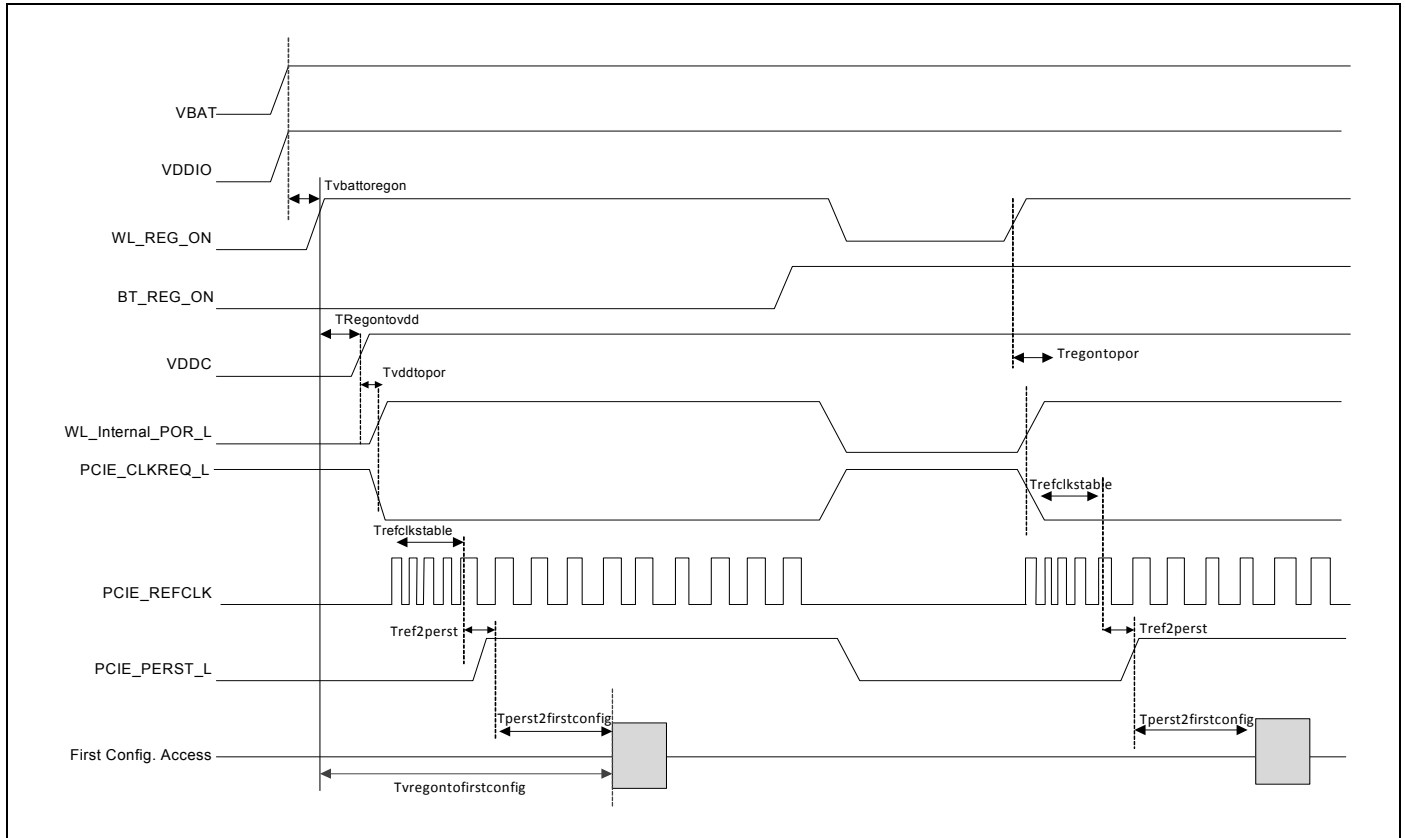 VBAT
VDDIO
Tvbattoregon
WL_REG_ON
BT_REG_ON
TRegontovdd
VDDC
Tregontopor
Tvddtopor
WL_Internal_POR_L
PCIE_CLKREQ_L
Trefclkstable
Trefclkstable
PCIE_REFCLK
Tref2perst
Tref2perst
PCIE_PERST_L
Tperst2firstconfig
Tperst2firstconfig
First Config. Access
Tvregontofirstconfig